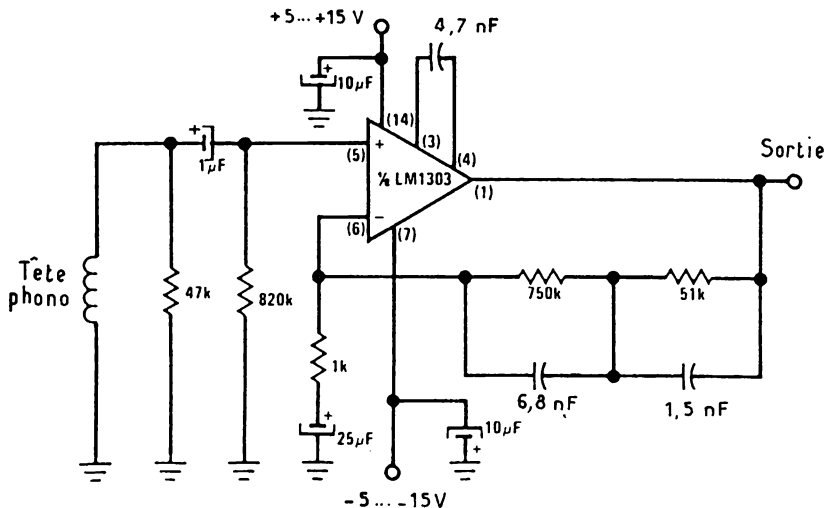 +5...+15 V
4,7 nF
+
10µF
(14)
(3)
(4)
+
1µF
(5)
+
½ LM1303
(1)
Sortie
(6)
−
(7)
Tête
phono
47k
820k
750k
51k
1k
6,8 nF
1,5 nF
+
25µF
10µF
+
-5...-15V